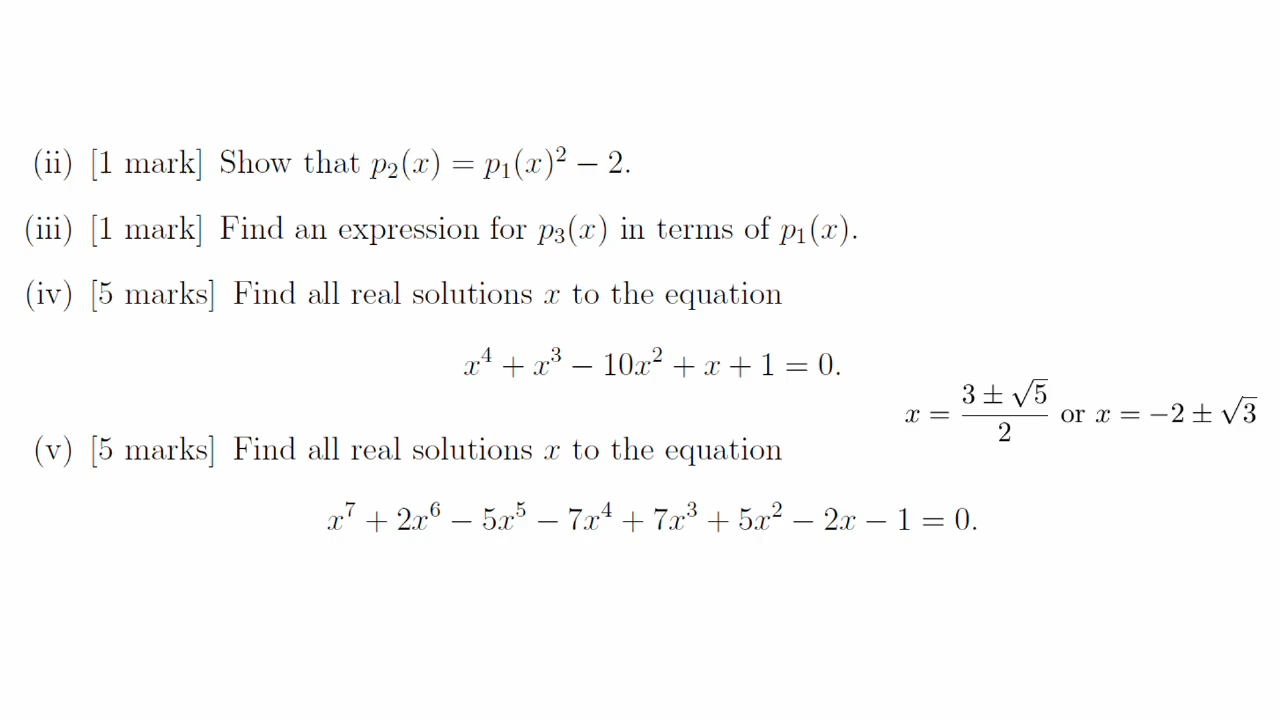 (ii) [1 mark] Show that p₂(x) = p₁(x)² − 2.
(iii) [1 mark] Find an expression for p₃(x) in terms of p₁(x).
(iv) [5 marks] Find all real solutions x to the equation
x⁴ + x³ − 10x² + x + 1 = 0.
x = (3 ± √5)/2 or x = −2 ± √3
(v) [5 marks] Find all real solutions x to the equation
x⁷ + 2x⁶ − 5x⁵ − 7x⁴ + 7x³ + 5x² − 2x − 1 = 0.